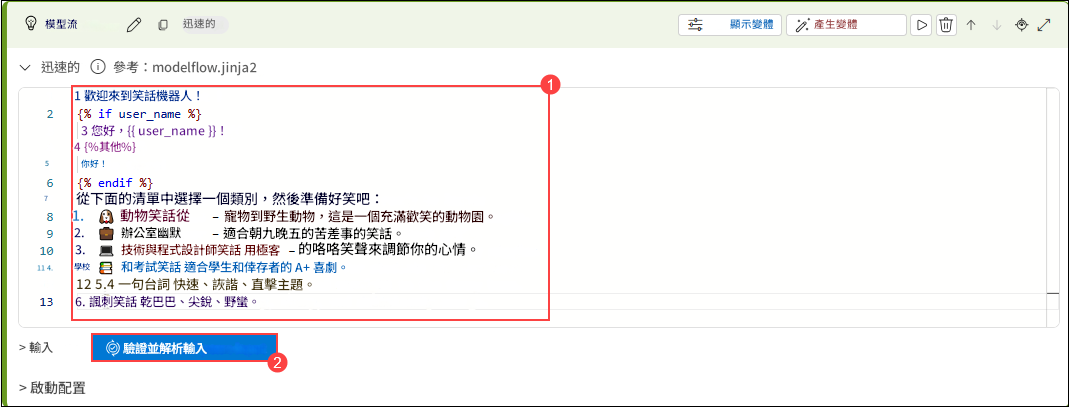 模型流 迅速的 顯示變體 產生變體
迅速的 參考：modelflow.jinja2
1
1 歡迎來到笑話機器人！
2 {% if user_name %}
3 您好，{{ user_name }}！
4 {%其他%}
5 你好！
6 {% endif %}
7 從下面的清單中選擇一個類別，然後準備好笑吧：
8 1. 🐶 動物笑話從 – 寵物到野生動物，這是一個充滿歡笑的動物園。
9 2. 💼 辦公室幽默 – 適合朝九晚五的苦差事的笑話。
10 3. 💻 技術與程式設計師笑話 用極客 – 的咯咯笑聲來調節你的心情。
11 4. 學校 📚 和考試笑話 適合學生和倖存者的 A+ 喜劇。
12 5.4 一句台詞 快速、詼諧、直擊主題。
13 6. 諷刺笑話 乾巴巴、尖銳、野蠻。
> 輸入 驗證並解析輸入
2
> 啟動配置